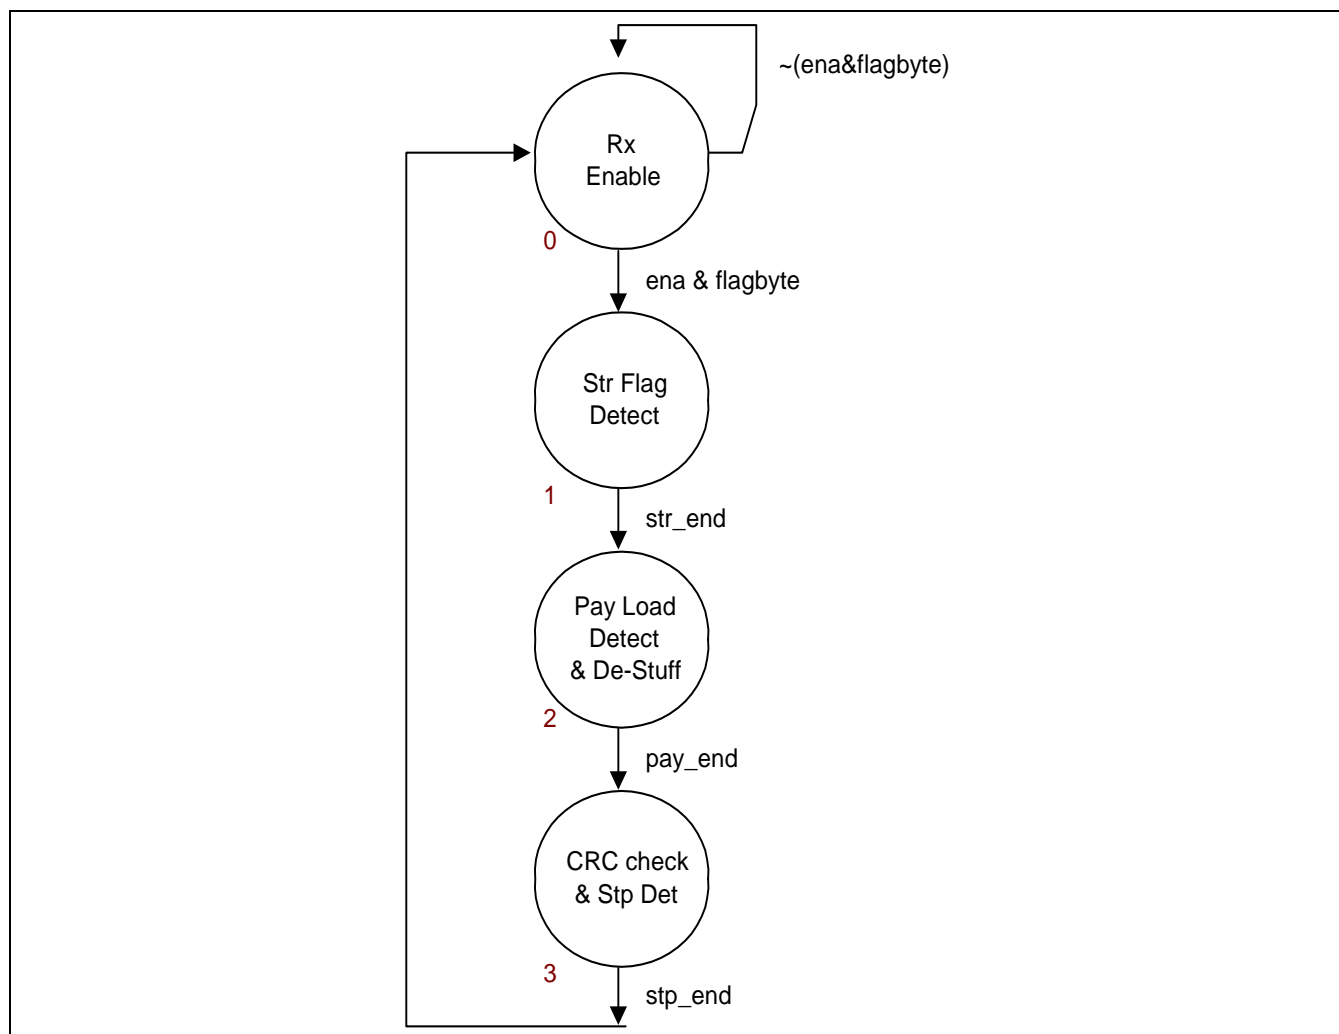 ~(ena&flagbyte)
Rx
Enable
0
ena & flagbyte
Str Flag
Detect
1
str_end
Pay Load
Detect
& De-Stuff
2
pay_end
CRC check
& Stp Det
3
stp_end